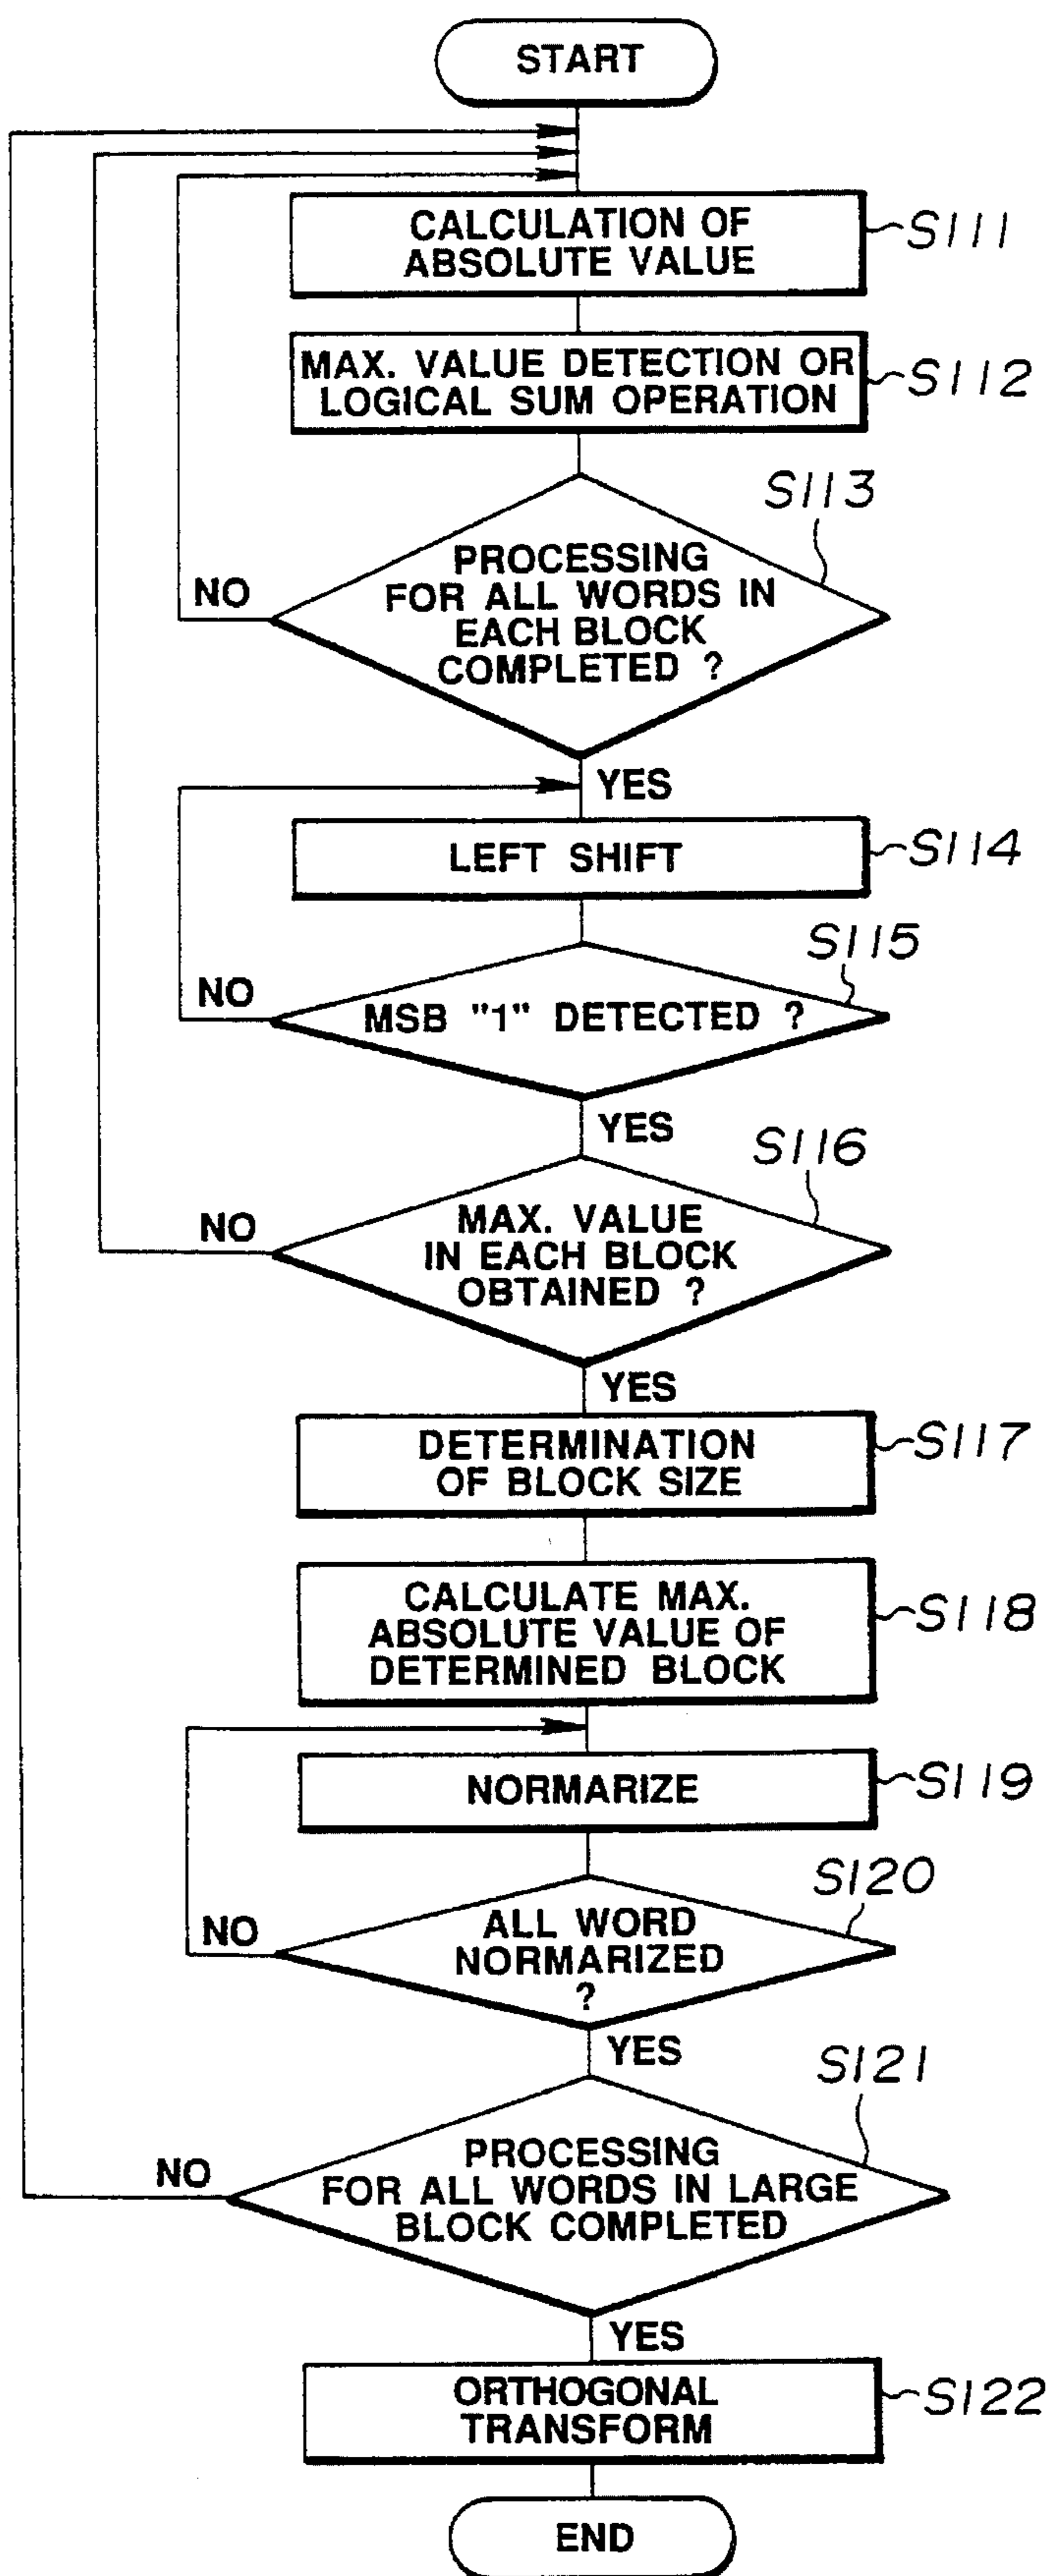 START
CALCULATION OF
ABSOLUTE VALUE
S111
MAX. VALUE DETECTION OR
LOGICAL SUM OPERATION
S112
S113
PROCESSING
FOR ALL WORDS IN
EACH BLOCK
COMPLETED ?
NO
YES
LEFT SHIFT
S114
S115
MSB "1" DETECTED ?
NO
YES
S116
MAX. VALUE
IN EACH BLOCK
OBTAINED ?
NO
YES
DETERMINATION
OF BLOCK SIZE
S117
CALCULATE MAX.
ABSOLUTE VALUE OF
DETERMINED BLOCK
S118
NORMARIZE
S119
S120
ALL WORD
NORMARIZED
?
NO
YES
S121
PROCESSING
FOR ALL WORDS IN LARGE
BLOCK COMPLETED
NO
YES
ORTHOGONAL
TRANSFORM
S122
END